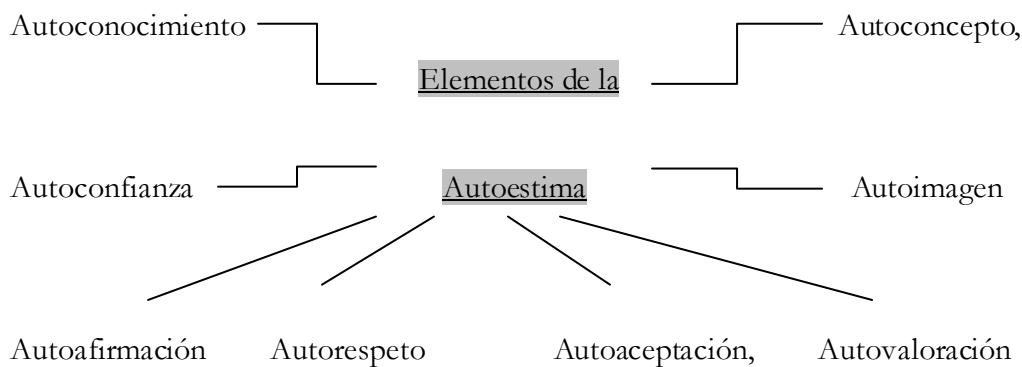 Autoconocimiento Autoconcepto,
Elementos de la
Autoconfianza Autoestima Autoimagen
Autoafirmación Autorespeto Autoaceptación, Autovaloración